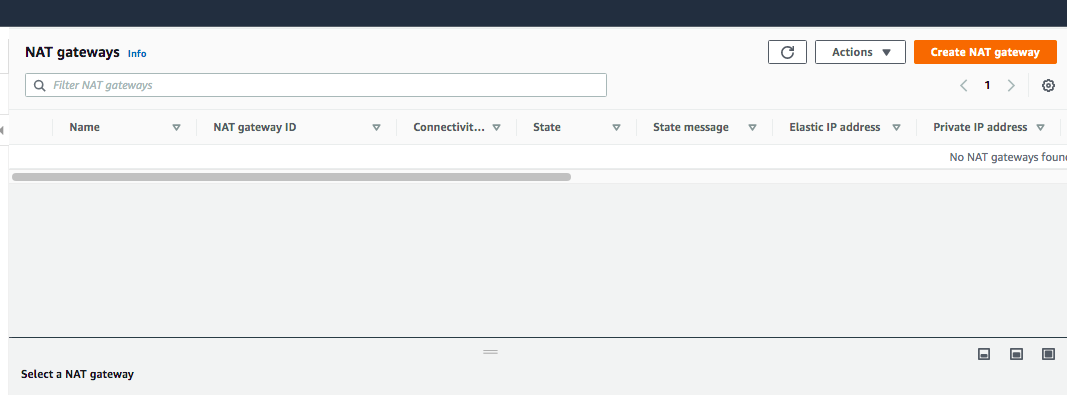 NAT gateways Info
Actions
Create NAT gateway
Filter NAT gateways
1
Name NAT gateway ID Connectivit... State State message Elastic IP address Private IP address
No NAT gateways foun
Select a NAT gateway